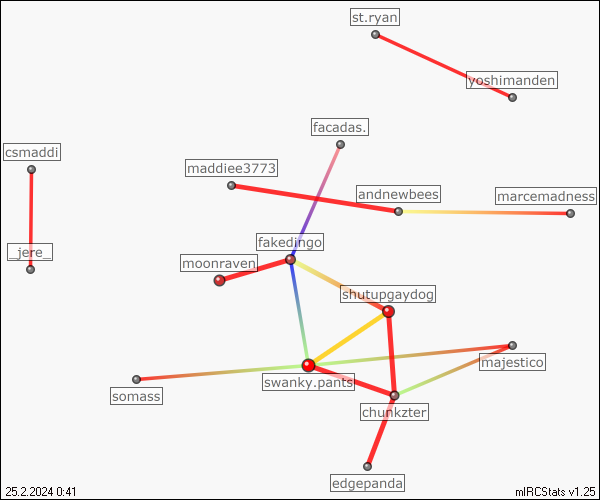 st.ryan
yoshimanden
facadas.
csmaddi
maddiee3773
andnewbees
marcemadness
fakedingo
_jere_
moonraven
shutupgaydog
majestico
swanky.pants
somass
chunkzter
edgepanda
25.2.2024 0:41
mIRCStats v1.25